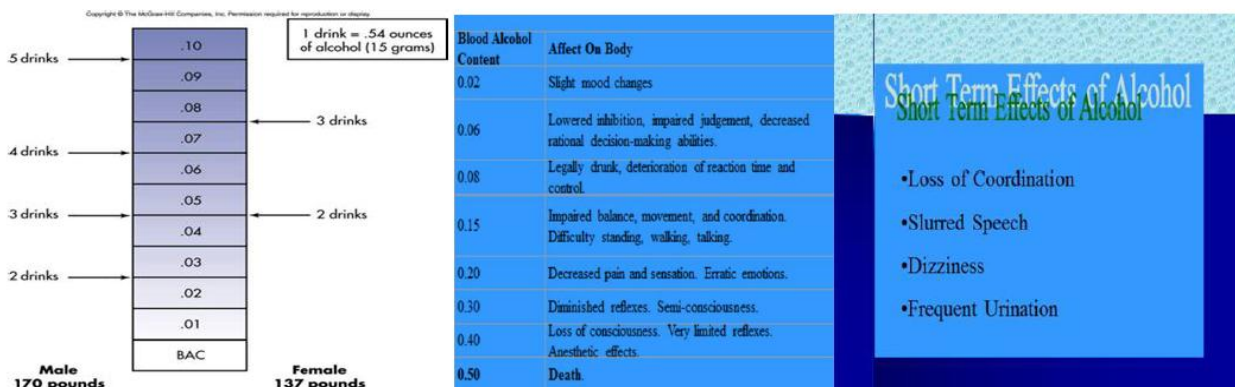 Copyright © The McGraw-Hill Companies, Inc. Permission required for reproduction or display.
1 drink = .54 ounces
of alcohol (15 grams)
.10
.5 drinks
.09
.08
3 drinks
.07
.4 drinks
.06
.05
3 drinks
2 drinks
.04
.03
2 drinks
.02
.01
BAC
Male
170 pounds
Female
137 pounds
Blood Alcohol
Content
Affect On Body
0.02
Slight mood changes
0.06
Lowered inhibition, impaired judgement, decreased
rational decision-making abilities.
0.08
Legally drunk, deterioration of reaction time and
control.
0.15
Impaired balance, movement, and coordination.
Difficulty standing, walking, talking.
0.20
Decreased pain and sensation. Erratic emotions.
0.30
Diminished reflexes. Semi-consciousness.
0.40
Loss of consciousness. Very limited reflexes.
Anesthetic effects.
0.50
Death.
Short Term Effects of Alcohol
Short Term Effects of Alcohol
•Loss of Coordination
•Slurred Speech
•Dizziness
•Frequent Urination